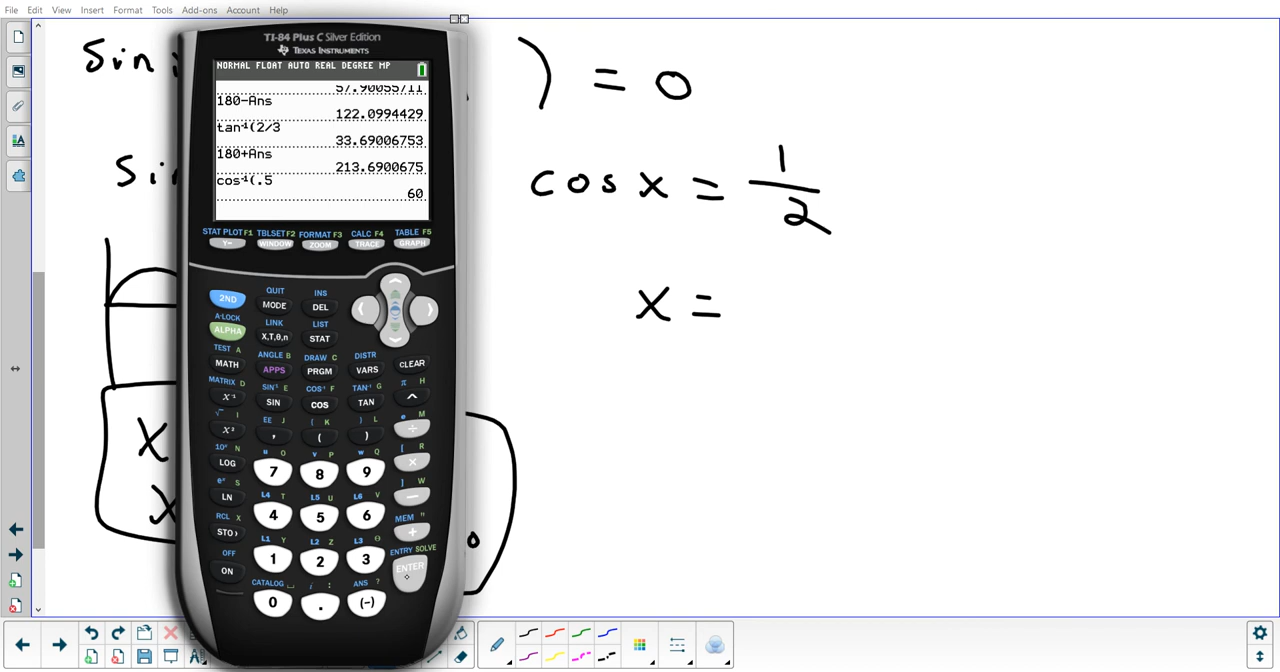 File Edit View Insert Format Tools Add-ons Account Help
TI-84 Plus C Silver Edition
TEXAS INSTRUMENTS
NORMAL FLOAT AUTO REAL DEGREE MP
57.90055711
180-Ans
122.0994429
tan⁻¹(2/3
33.69006753
180+Ans
213.6900675
cos⁻¹(.5
60
Sin
) = 0
Sin
cos x = 1/2
x =
x
x
STAT PLOT F1 TBLSET F2 FORMAT F3 CALC F4 TABLE F5
Y= WINDOW ZOOM TRACE GRAPH
QUIT INS
2ND MODE DEL
A-LOCK LINK LIST
ALPHA X,T,θ,n STAT
TEST A ANGLE B DRAW C DISTR
MATH APPS PRGM VARS CLEAR
MATRIX D SIN⁻¹ E COS⁻¹ F TAN⁻¹ G π H
x⁻¹ SIN COS TAN ^
√ I EE J { K } L e M
x² , ( ) ÷
10ˣ N u O v P w Q [ R
LOG 7 8 9 ×
eˣ S L4 T L5 U L6 V ] W
LN 4 5 6 −
RCL X L1 Y L2 Z L3 θ MEM "
STO› 1 2 3 +
OFF CATALOG i : ANS ? ENTRY SOLVE
ON 0 . (-) ENTER